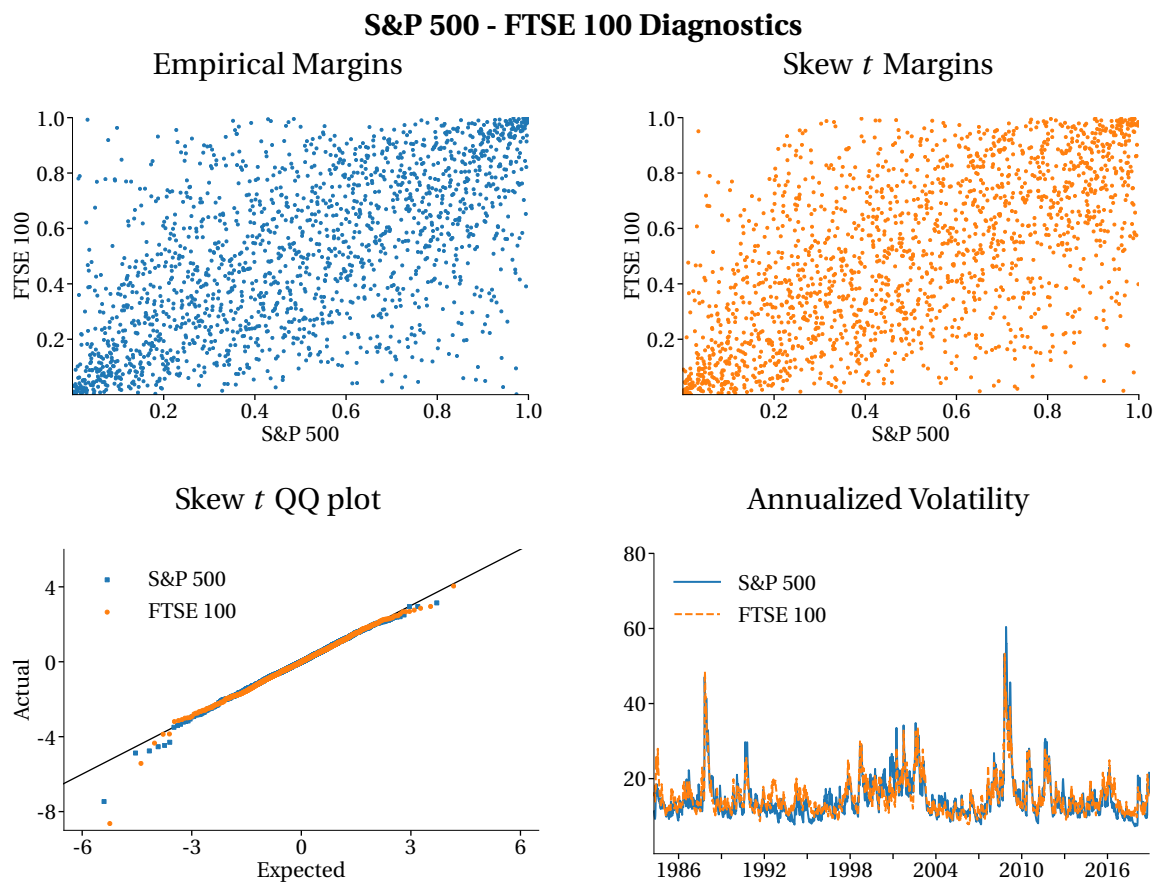 S&P 500 - FTSE 100 Diagnostics
Empirical Margins
Skew t Margins
1.0
0.8
0.6
0.4
0.2
FTSE 100
0.2 0.4 0.6 0.8 1.0
S&P 500
1.0
0.8
0.6
0.4
0.2
FTSE 100
0.2 0.4 0.6 0.8 1.0
S&P 500
Skew t QQ plot
Annualized Volatility
4
0
-4
-8
Actual
S&P 500
FTSE 100
-6 -3 0 3 6
Expected
80
60
40
20
S&P 500
FTSE 100
1986 1992 1998 2004 2010 2016